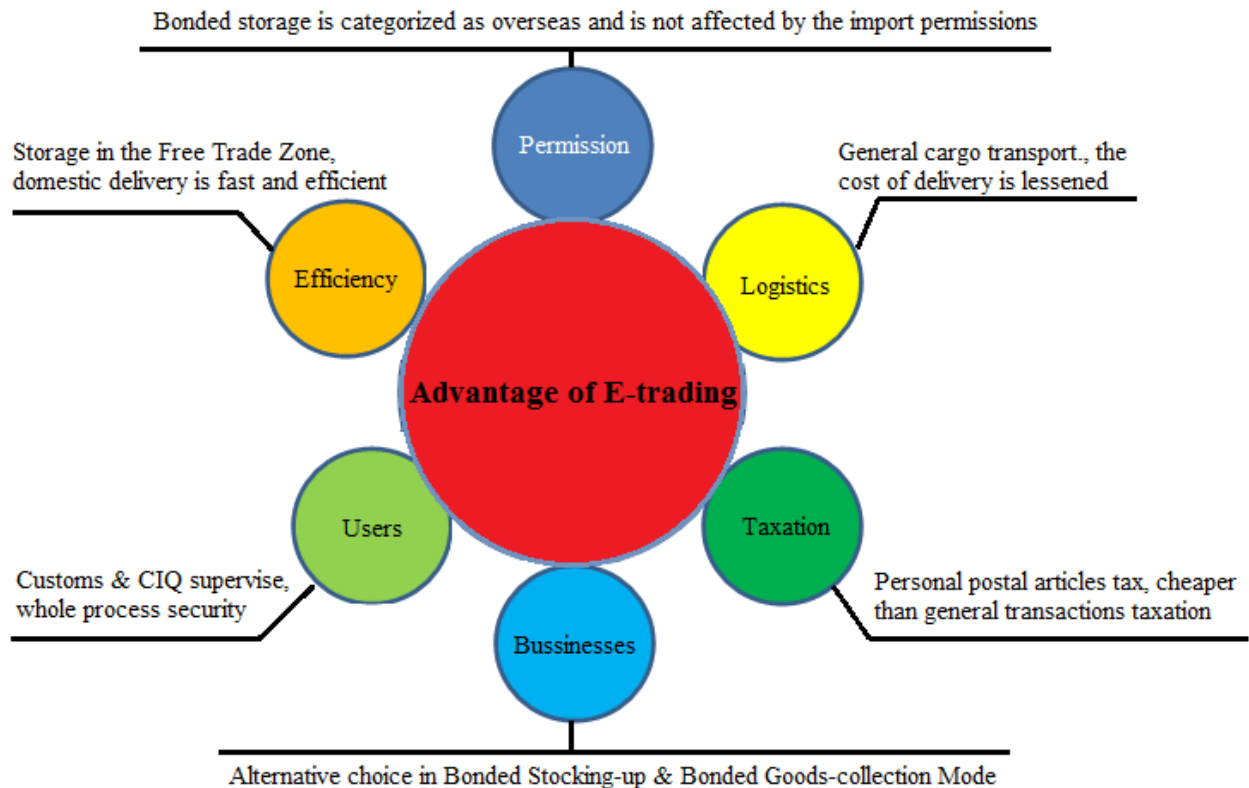 Bonded storage is categorized as overseas and is not affected by the import permissions
Permission
Storage in the Free Trade Zone,
domestic delivery is fast and efficient
General cargo transport., the
cost of delivery is lessened
Efficiency
Logistics
Advantage of E-trading
Users
Taxation
Customs & CIQ supervise,
whole process security
Personal postal articles tax, cheaper
than general transactions taxation
Bussinesses
Alternative choice in Bonded Stocking-up & Bonded Goods-collection Mode